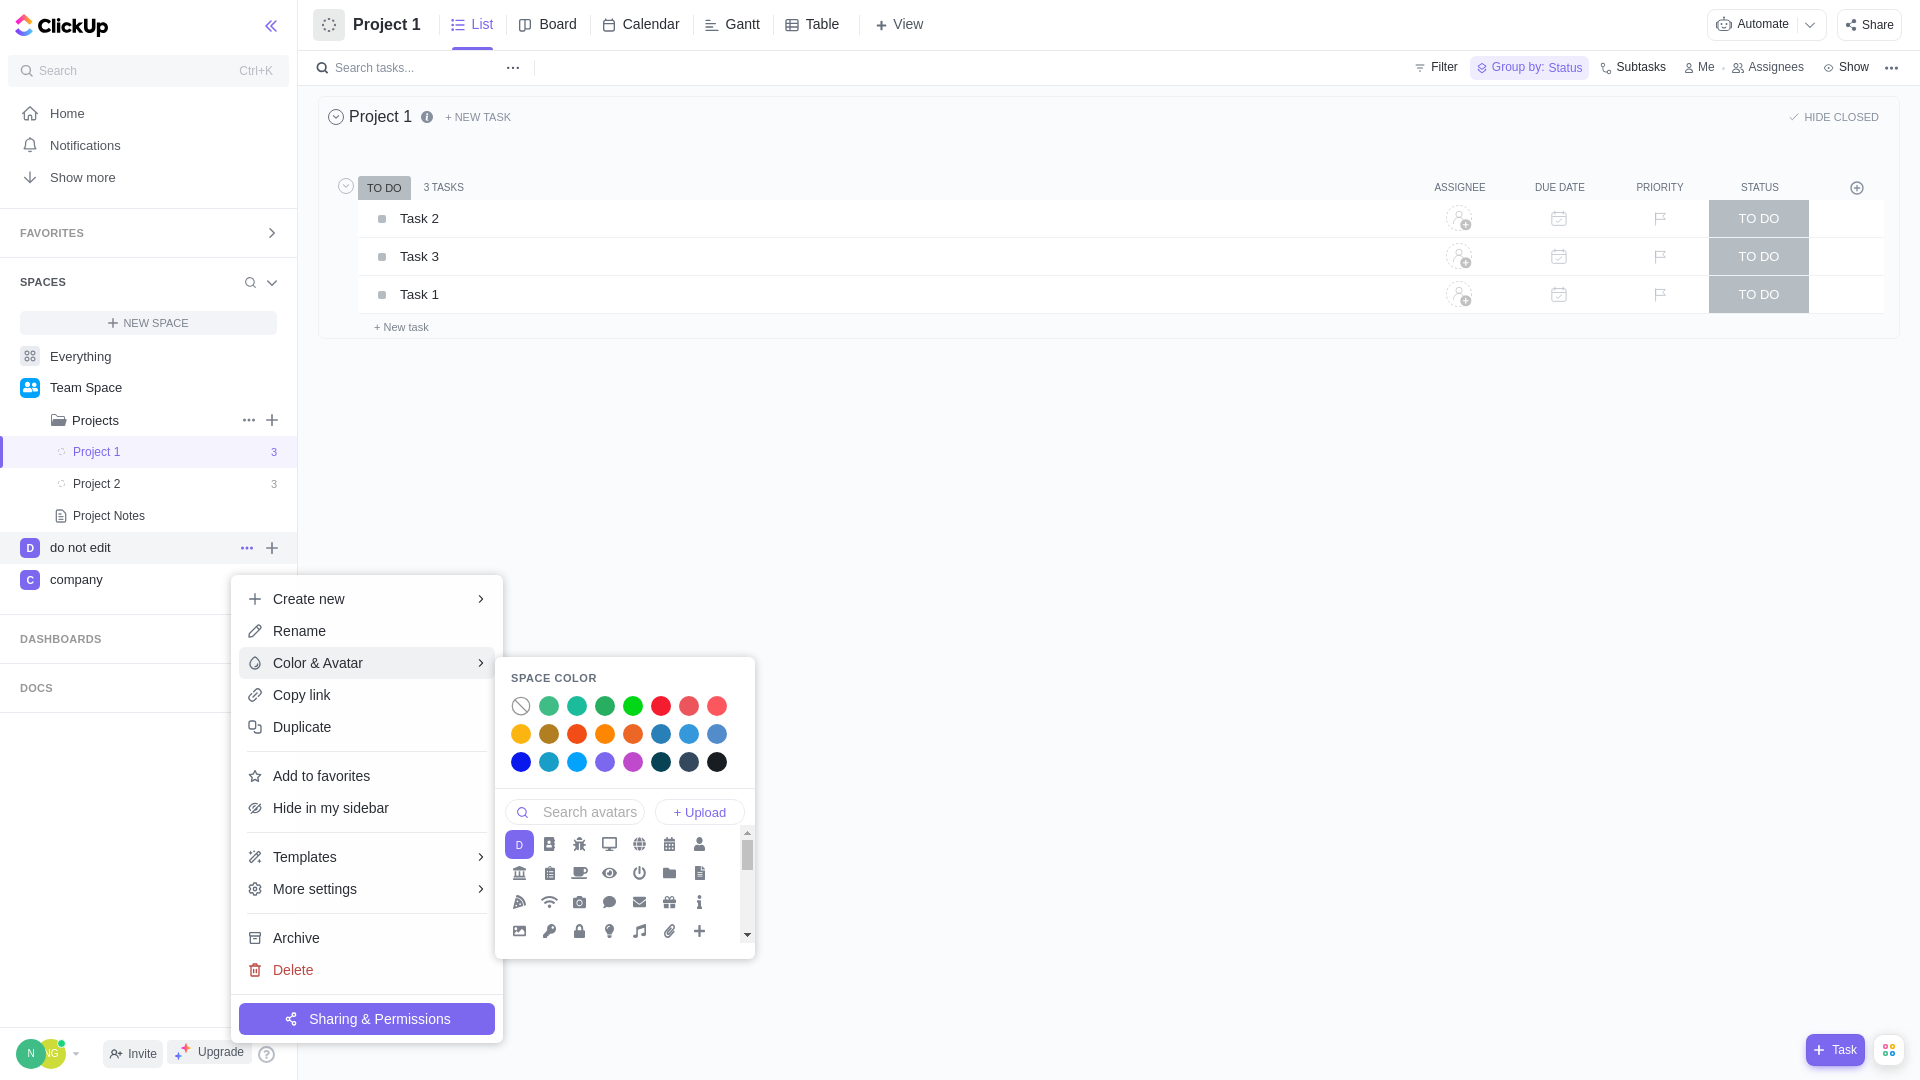 ClickUp
Search
Ctrl+K
Home
Notifications
Show more
FAVORITES
SPACES
NEW SPACE
Everything
Team Space
Projects
Project 1
3
Project 2
3
Project Notes
D
do not edit
C
company
DASHBOARDS
DOCS
N
NG
Invite
Upgrade
?
Project 1
List
Board
Calendar
Gantt
Table
+ View
Automate
Share
Search tasks...
Filter
Group by: Status
Subtasks
Me
Assignees
Show
Project 1
+ NEW TASK
HIDE CLOSED
TO DO
3 TASKS
ASSIGNEE
DUE DATE
PRIORITY
STATUS
Task 2
TO DO
Task 3
TO DO
Task 1
TO DO
+ New task
Create new
Rename
Color & Avatar
Copy link
Duplicate
Add to favorites
Hide in my sidebar
Templates
More settings
Archive
Delete
Sharing & Permissions
SPACE COLOR
Search avatars
+ Upload
D
+ Task